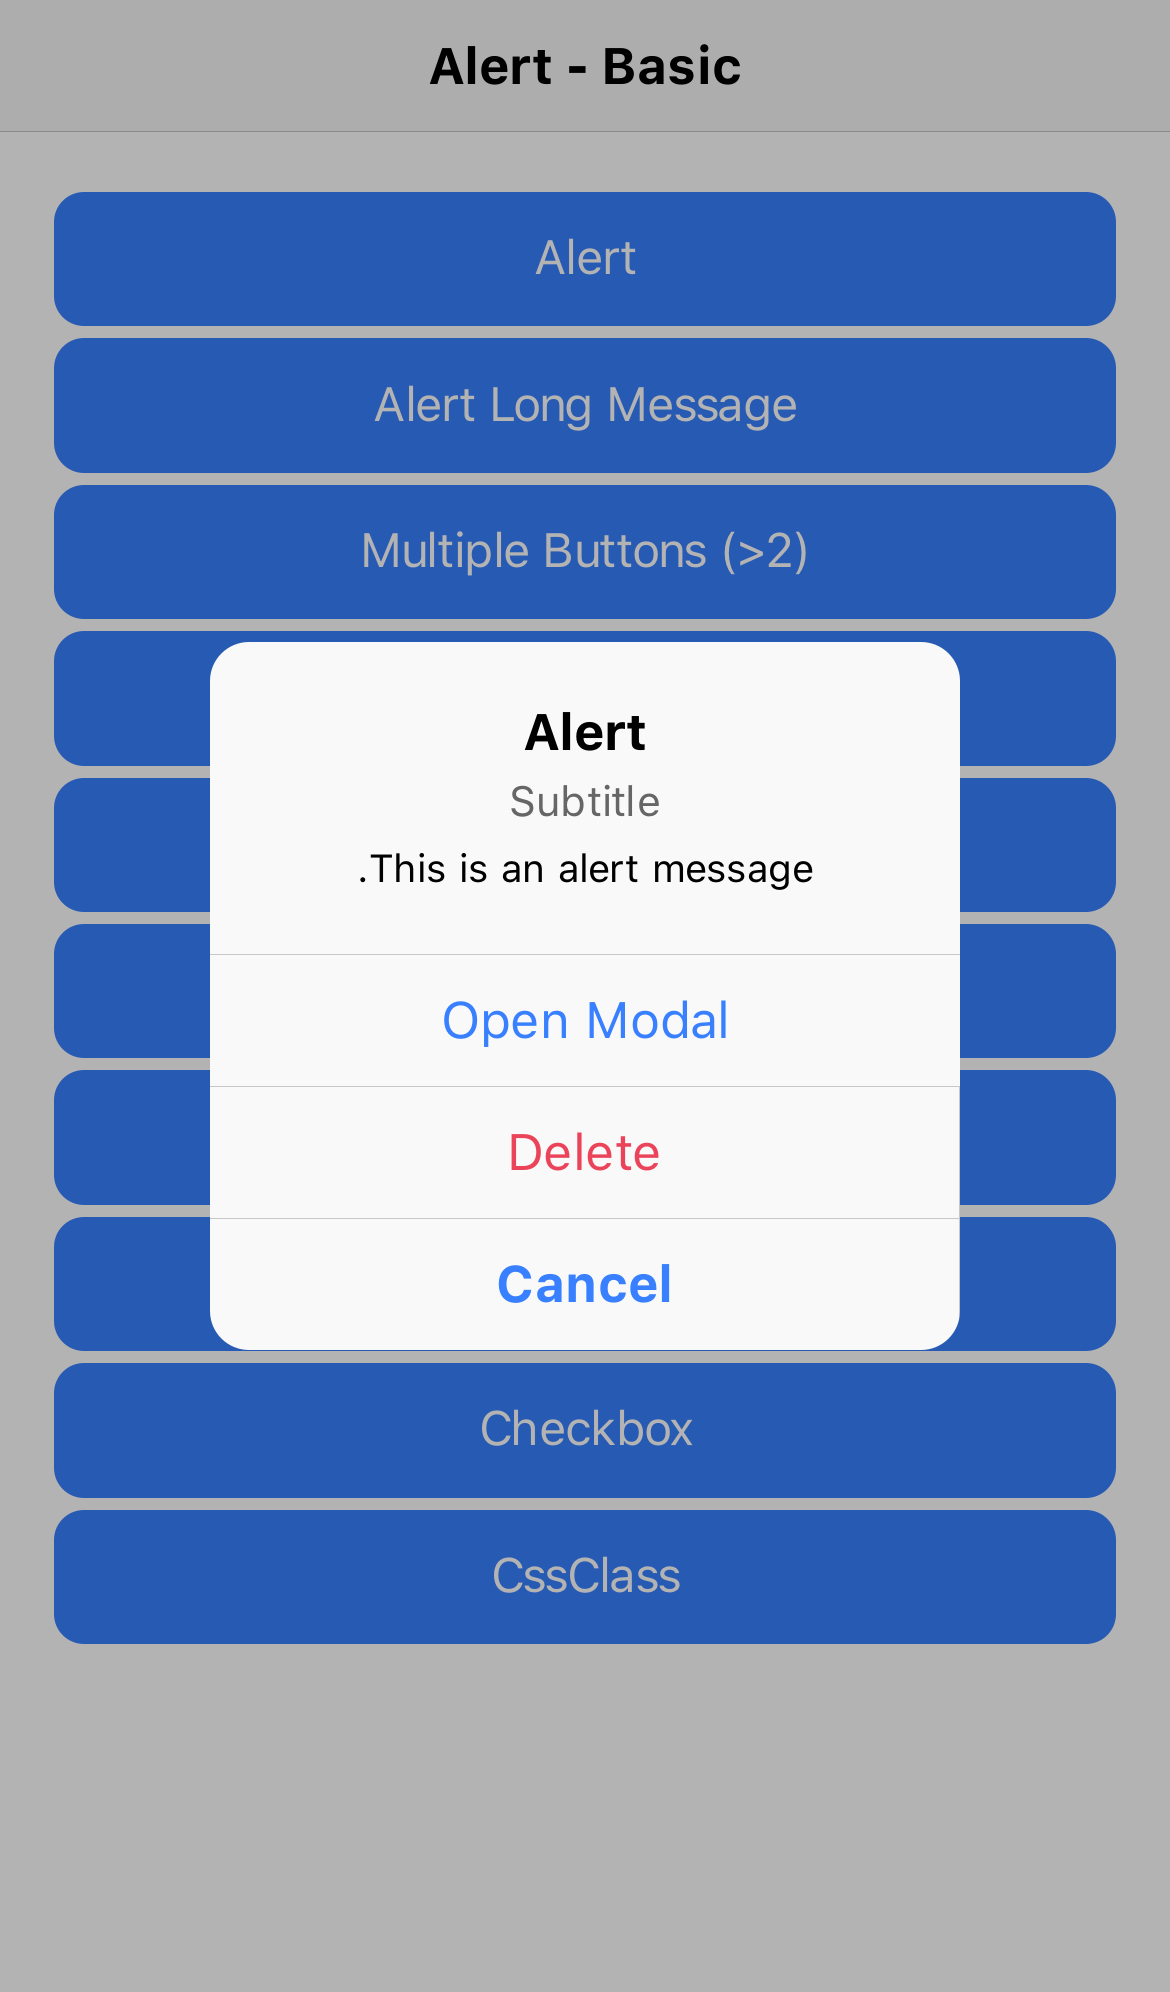 Alert - Basic
Alert
Alert Long Message
Multiple Buttons (>2)
Alert
Subtitle
.This is an alert message
Open Modal
Delete
Cancel
Checkbox
CssClass